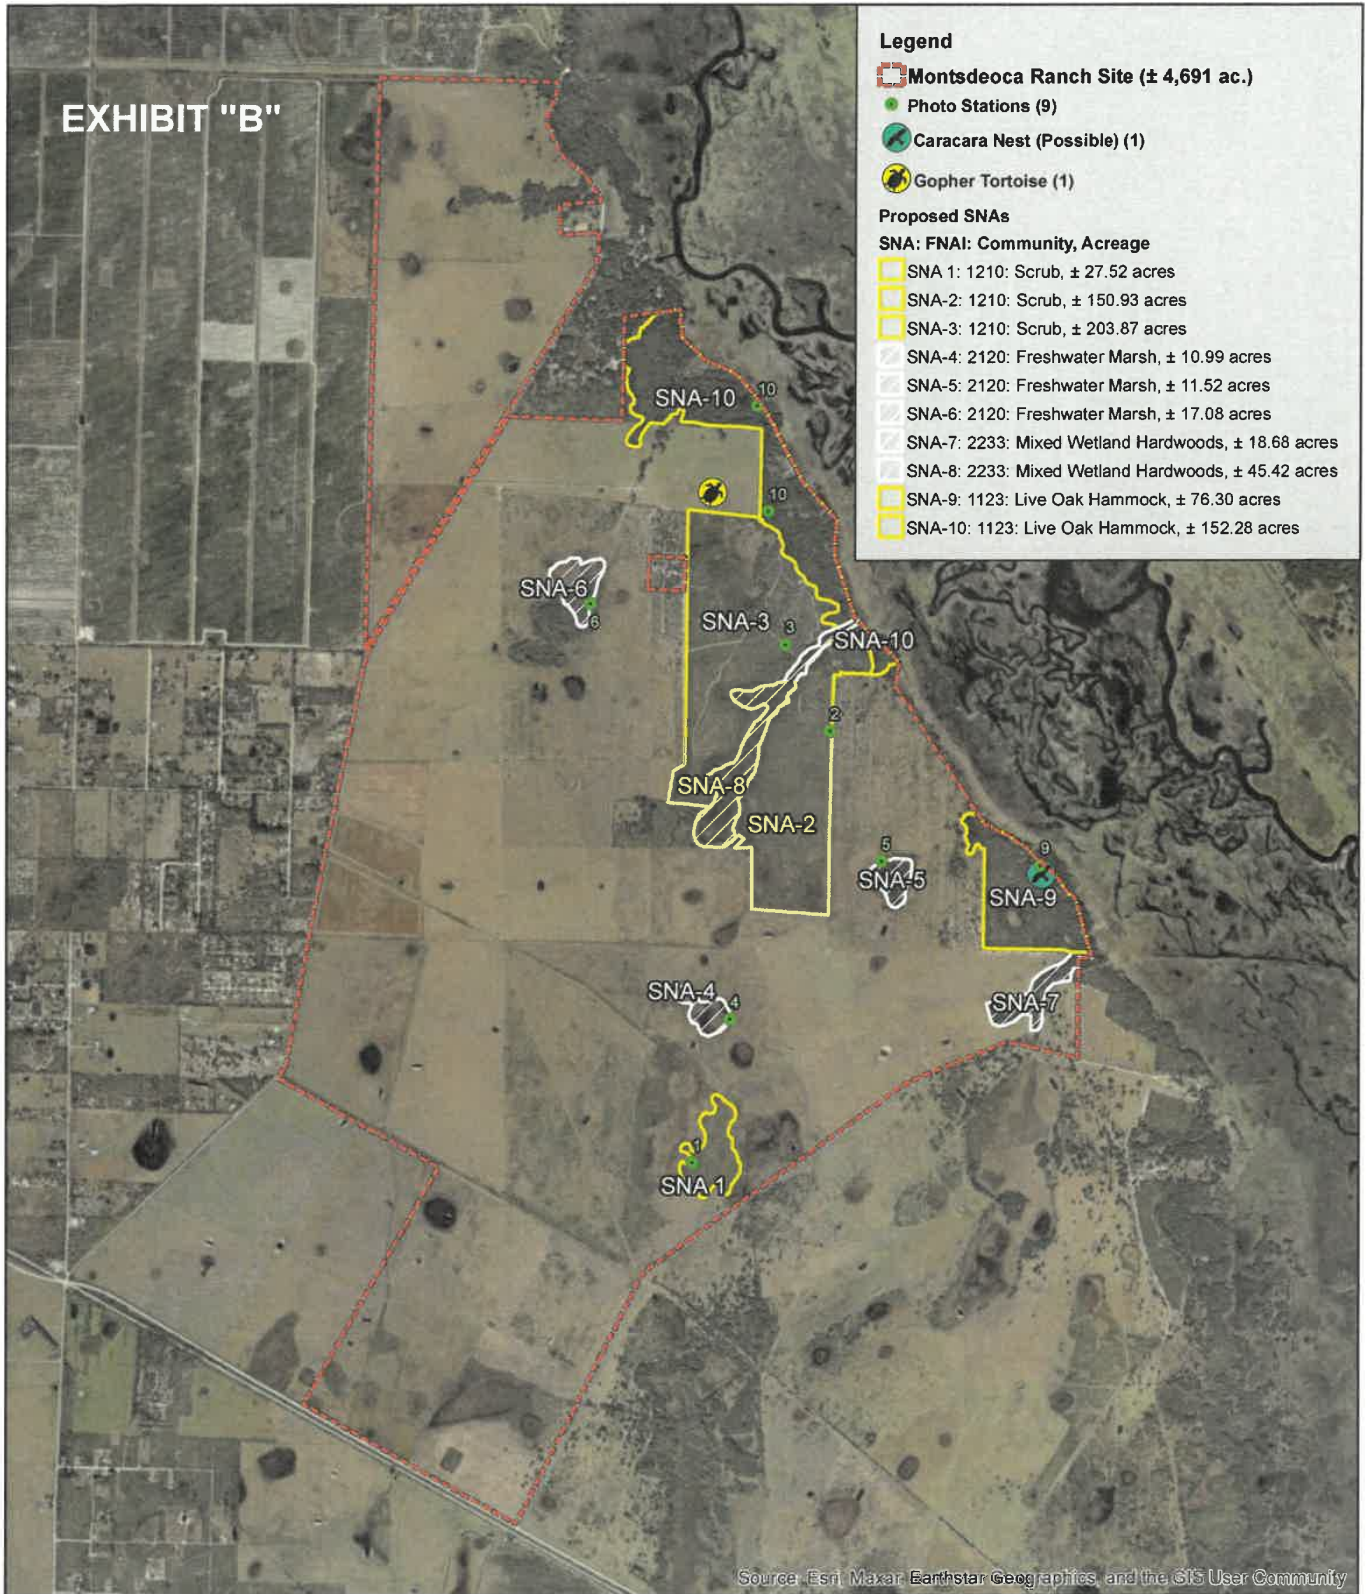 EXHIBIT "B"
Legend
Montsdeoca Ranch Site (± 4,691 ac.)
Photo Stations (9)
Caracara Nest (Possible) (1)
Gopher Tortoise (1)
Proposed SNAs
SNA: FNAI: Community, Acreage
SNA 1: 1210: Scrub, ± 27.52 acres
SNA-2: 1210: Scrub, ± 150.93 acres
SNA-3: 1210: Scrub, ± 203.87 acres
SNA-4: 2120: Freshwater Marsh, ± 10.99 acres
SNA-5: 2120: Freshwater Marsh, ± 11.52 acres
SNA-6: 2120: Freshwater Marsh, ± 17.08 acres
SNA-7: 2233: Mixed Wetland Hardwoods, ± 18.68 acres
SNA-8: 2233: Mixed Wetland Hardwoods, ± 45.42 acres
SNA-9: 1123: Live Oak Hammock, ± 76.30 acres
SNA-10: 1123: Live Oak Hammock, ± 152.28 acres
10
SNA-10
10
SNA-6
6
SNA-3
3
SNA-10
2
SNA-8
SNA-2
5
SNA-5
9
SNA-9
SNA-4
4
SNA-7
1
SNA 1
Source: Esri, Maxar, Earthstar Geographics, and the GIS User Community